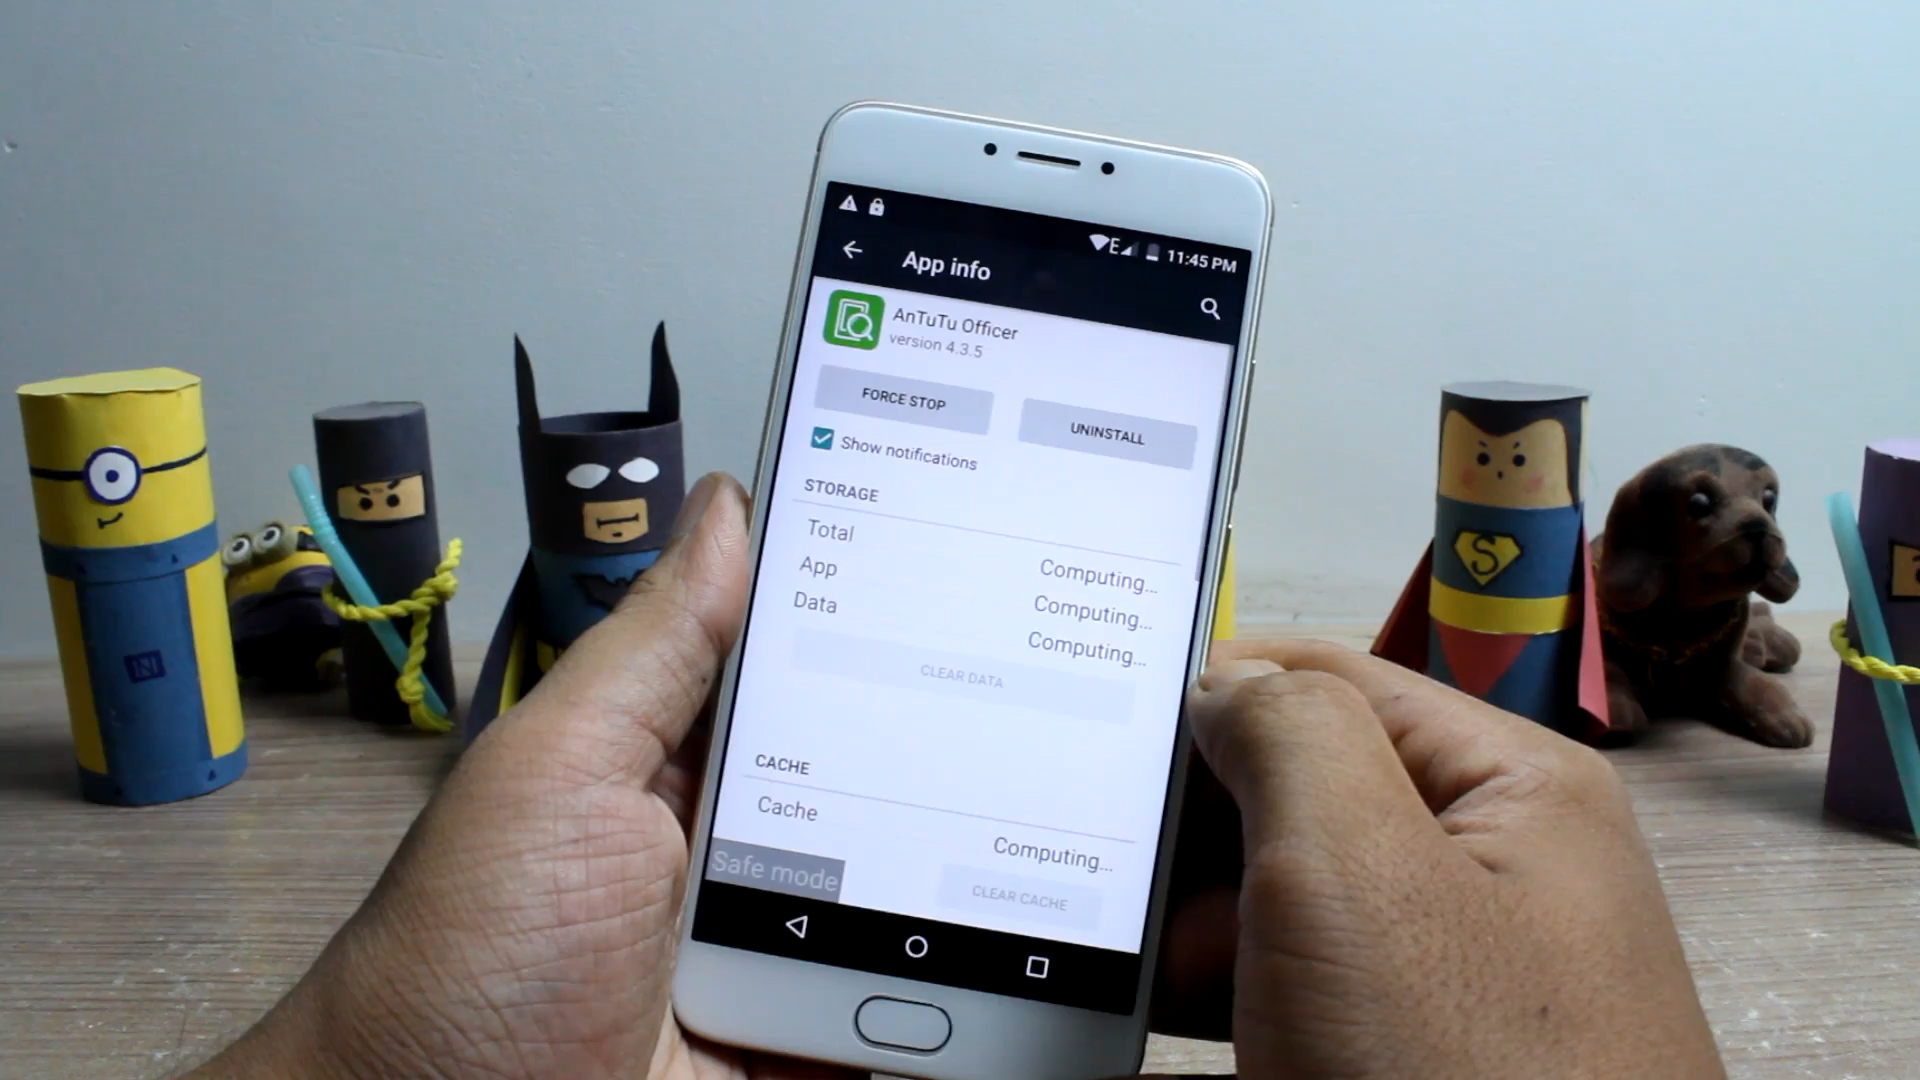 E 11:45 PM
App info
AnTuTu Officer
version 4.3.5
FORCE STOP
UNINSTALL
Show notifications
STORAGE
Total
Computing...
App
Computing...
Data
Computing...
CLEAR DATA
CACHE
Cache
Computing...
Safe mode
CLEAR CACHE
S